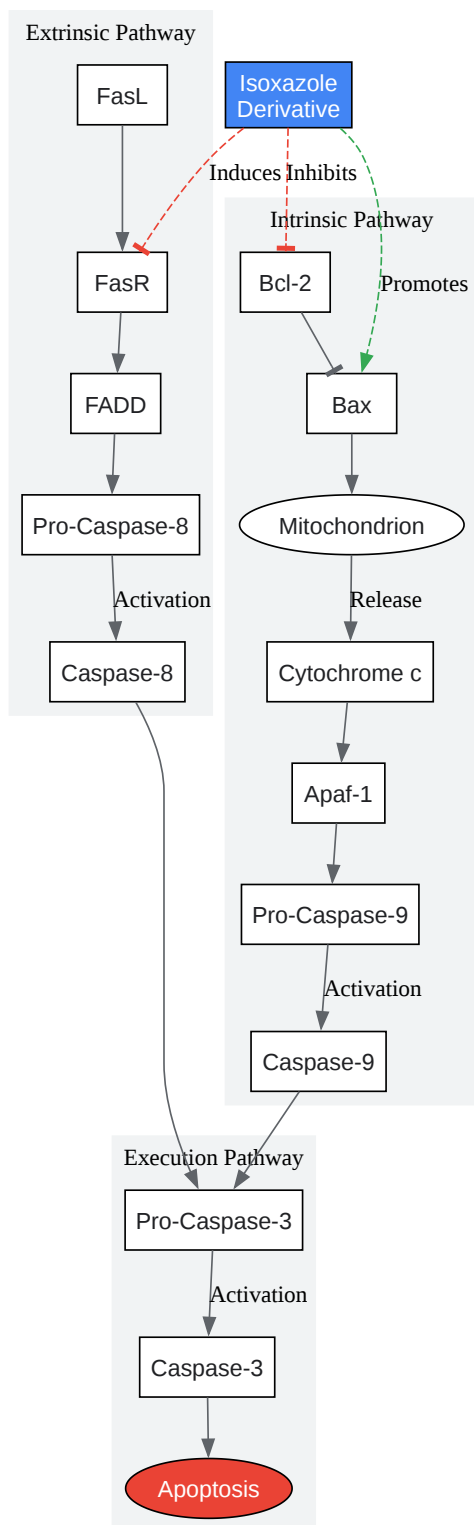 Extrinsic Pathway
FasL
Isoxazole
Derivative
Induces
Inhibits
Intrinsic Pathway
FasR
Bcl-2
Promotes
FADD
Bax
Pro-Caspase-8
Mitochondrion
Activation
Release
Caspase-8
Cytochrome c
Apaf-1
Pro-Caspase-9
Activation
Caspase-9
Execution Pathway
Pro-Caspase-3
Activation
Caspase-3
Apoptosis